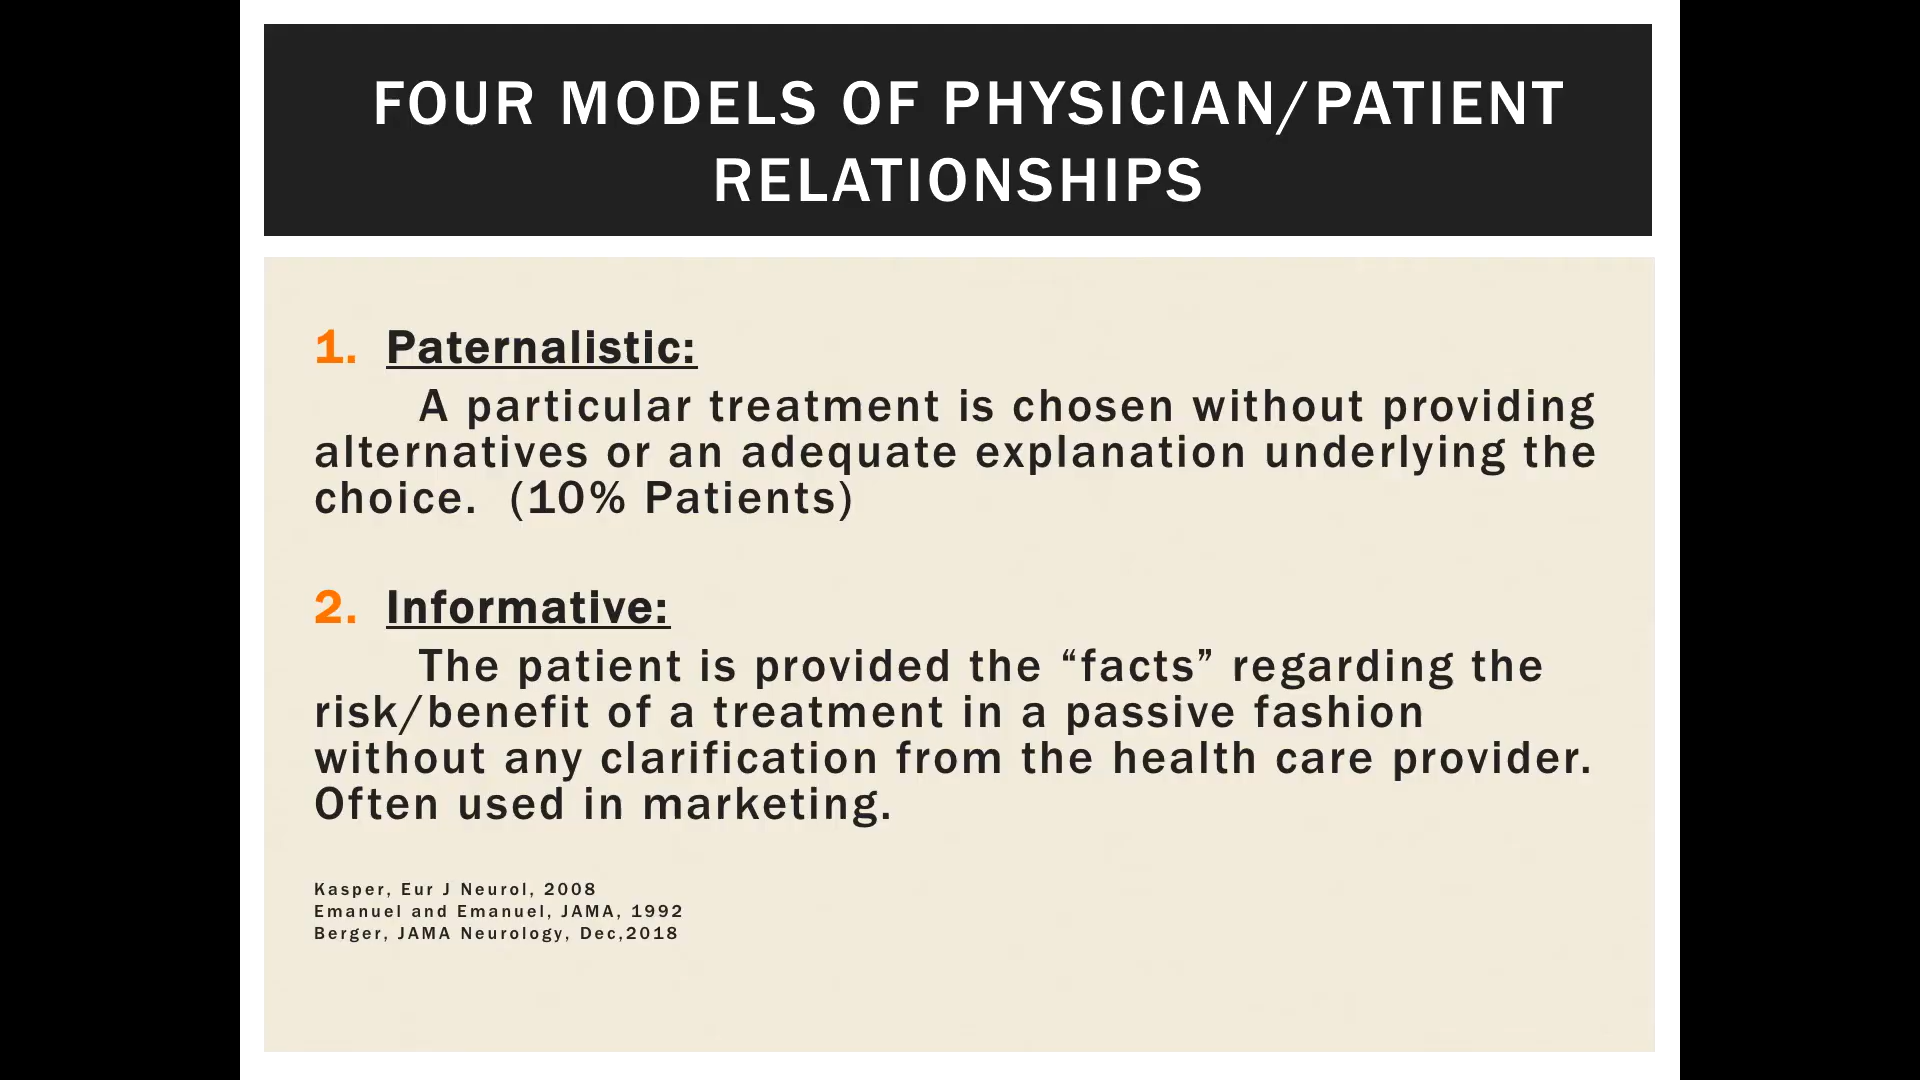 FOUR MODELS OF PHYSICIAN/PATIENT
RELATIONSHIPS
1. Paternalistic:
A particular treatment is chosen without providing
alternatives or an adequate explanation underlying the
choice. (10% Patients)
2. Informative:
The patient is provided the “facts” regarding the
risk/benefit of a treatment in a passive fashion
without any clarification from the health care provider.
Often used in marketing.
Kasper, Eur J Neurol, 2008
Emanuel and Emanuel, JAMA, 1992
Berger, JAMA Neurology, Dec,2018